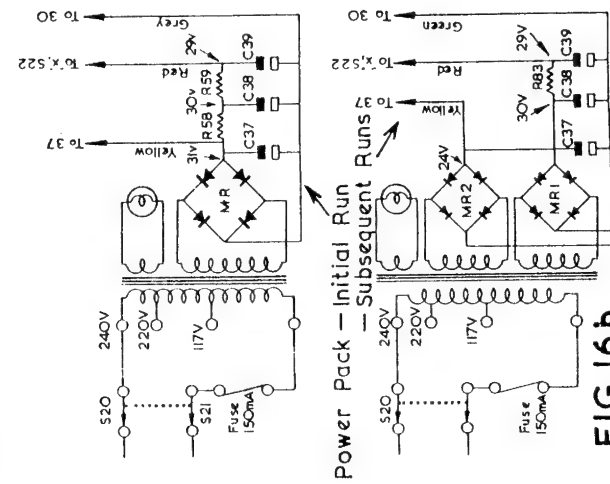 To 30
Grey
To "x", S22
Red
29v
R59
C39
30v
R58
C38
To 37
Yellow
31v
C37
MR
240V
220V
117V
S20
S21
Fuse
150mA
Power Pack — Initial Run
— Subsequent Runs
To 30
Green
To "x", S22
Red
29V
R83
C39
C38
30v
To 37
Yellow
24V
C37
MR2
MR1
240V
220V
117V
S20
S21
Fuse
150mA
FIG 16b